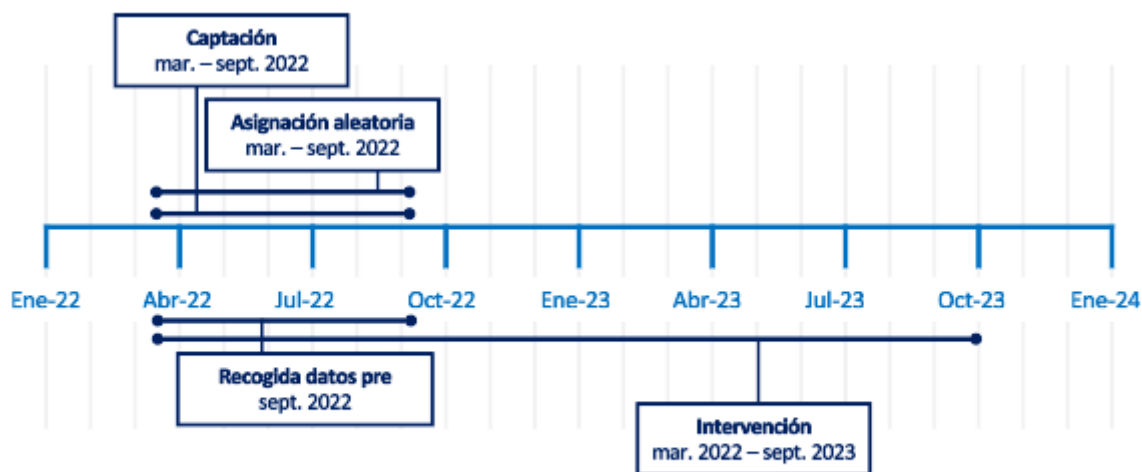 Captación
mar. – sept. 2022
Asignación aleatoria
mar. – sept. 2022
Ene-22 Abr-22 Jul-22 Oct-22 Ene-23 Abr-23 Jul-23 Oct-23 Ene-24
Recogida datos pre
sept. 2022
Intervención
mar. 2022 – sept. 2023